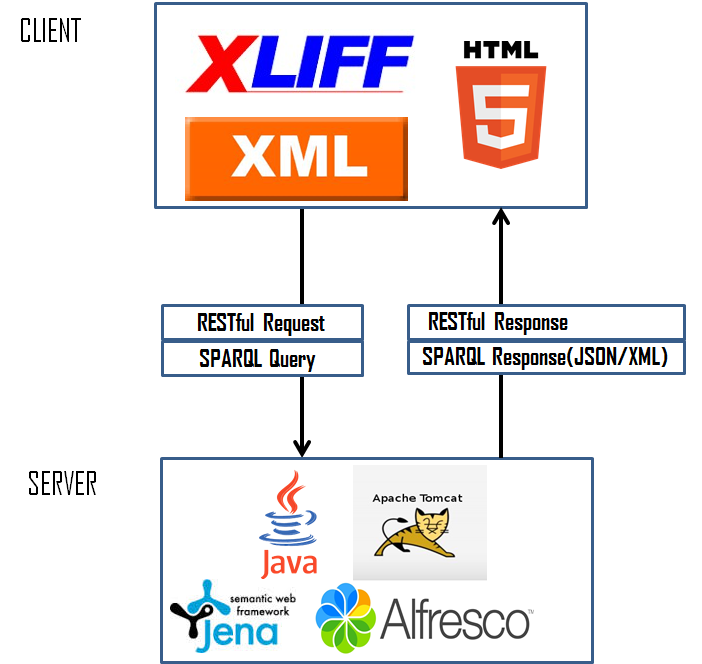 CLIENT
XLIFF
HTML
5
XML
RESTful Request
SPARQL Query
RESTful Response
SPARQL Response(JSON/XML)
SERVER
Java
Apache Tomcat
semantic web
framework
Jena
Alfresco™